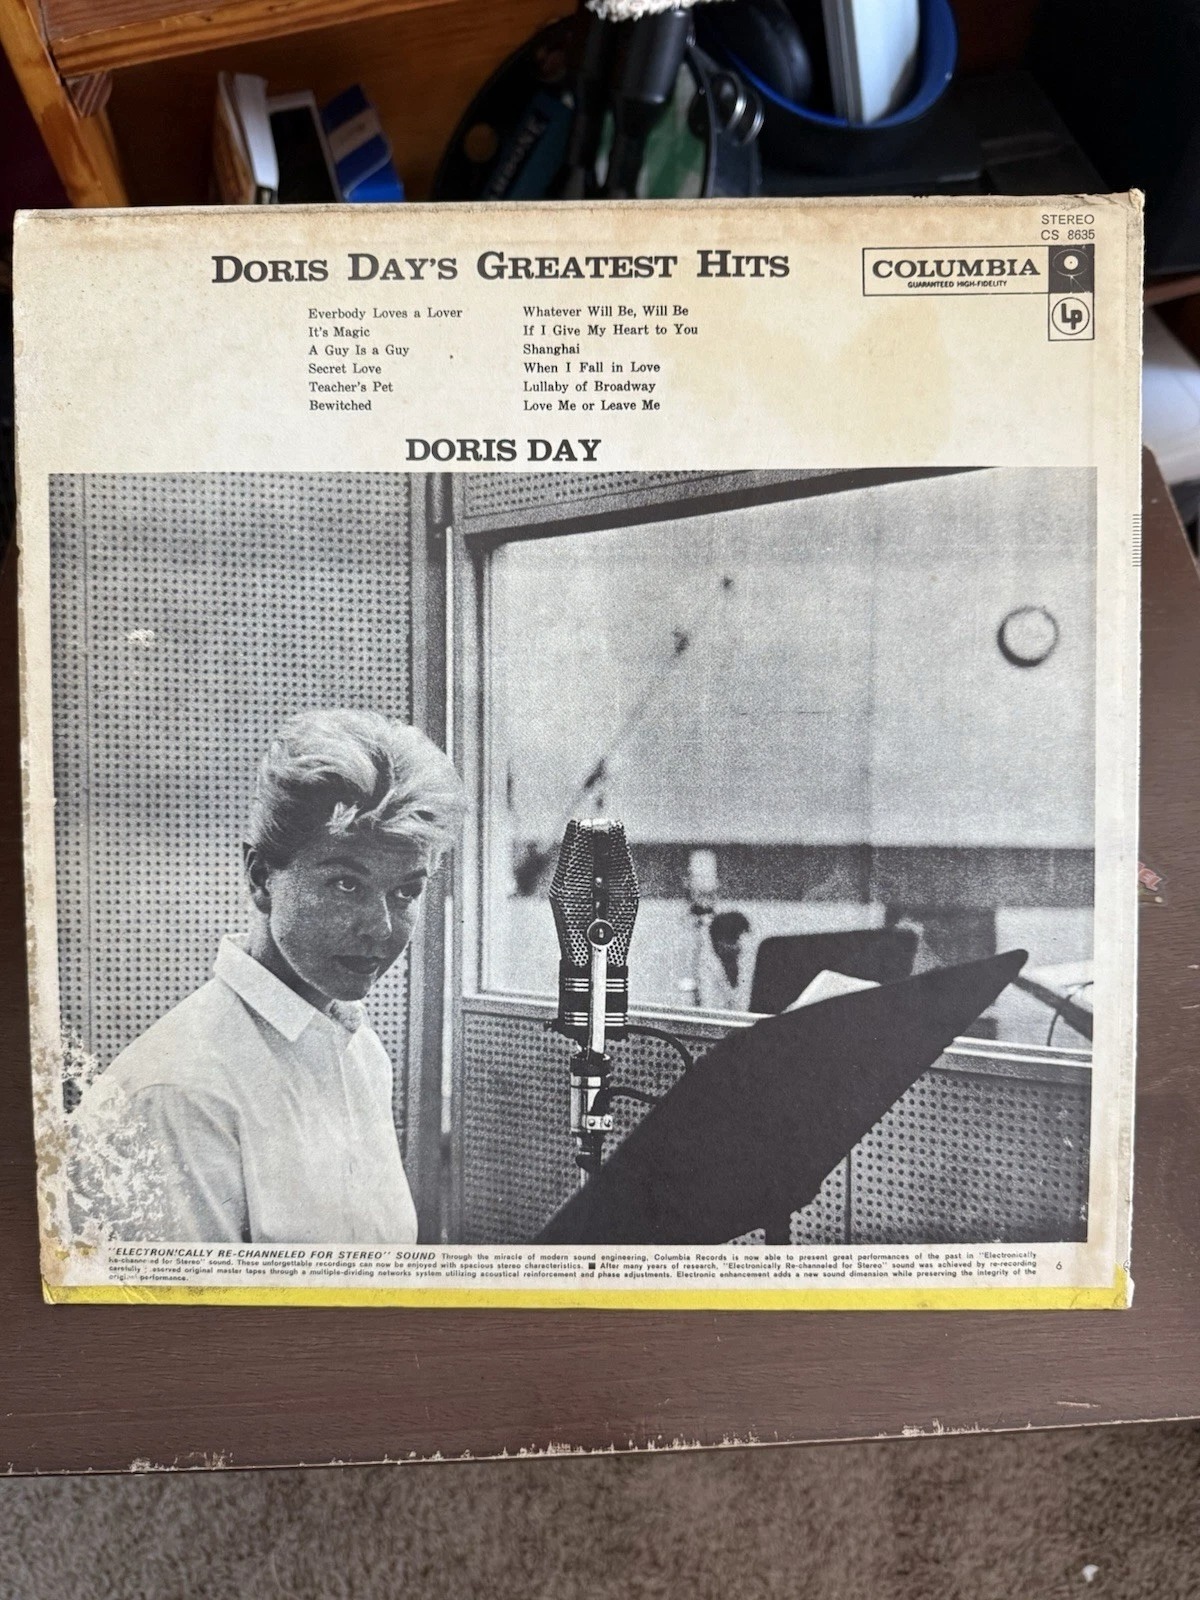 STEREO
CS 8635
DORIS DAY'S GREATEST HITS
COLUMBIA
GUARANTEED HIGH-FIDELITY
Lp
Everbody Loves a Lover
It's Magic
A Guy Is a Guy
Secret Love
Teacher's Pet
Bewitched
Whatever Will Be, Will Be
If I Give My Heart to You
Shanghai
When I Fall in Love
Lullaby of Broadway
Love Me or Leave Me
DORIS DAY
"ELECTRONICALLY RE-CHANNELED FOR STEREO" SOUND Through the miracle of modern sound engineering, Columbia Records is now able to present great performances of the past in "Electronically
Re-channeled for Stereo" sound. These unforgettable recordings can now be enjoyed with spacious stereo characteristics. ■ After many years of research, "Electronically Re-channeled for Stereo" sound was achieved by re-recording
carefully served original master tapes through a multiple-dividing networks system utilizing acoustical reinforcement and phase adjustments. Electronic enhancement adds a new sound dimension while preserving the integrity of the
original performance.
6